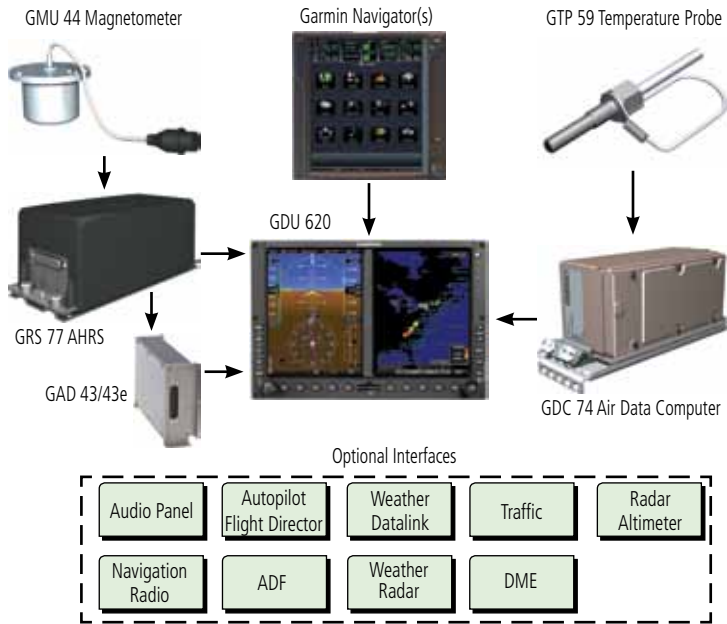 GMU 44 Magnetometer
Garmin Navigator(s)
GTP 59 Temperature Probe
GDU 620
GRS 77 AHRS
GAD 43/43e
GDC 74 Air Data Computer
Optional Interfaces
Audio Panel
Autopilot
Flight Director
Weather
Datalink
Traffic
Radar
Altimeter
Navigation
Radio
ADF
Weather
Radar
DME